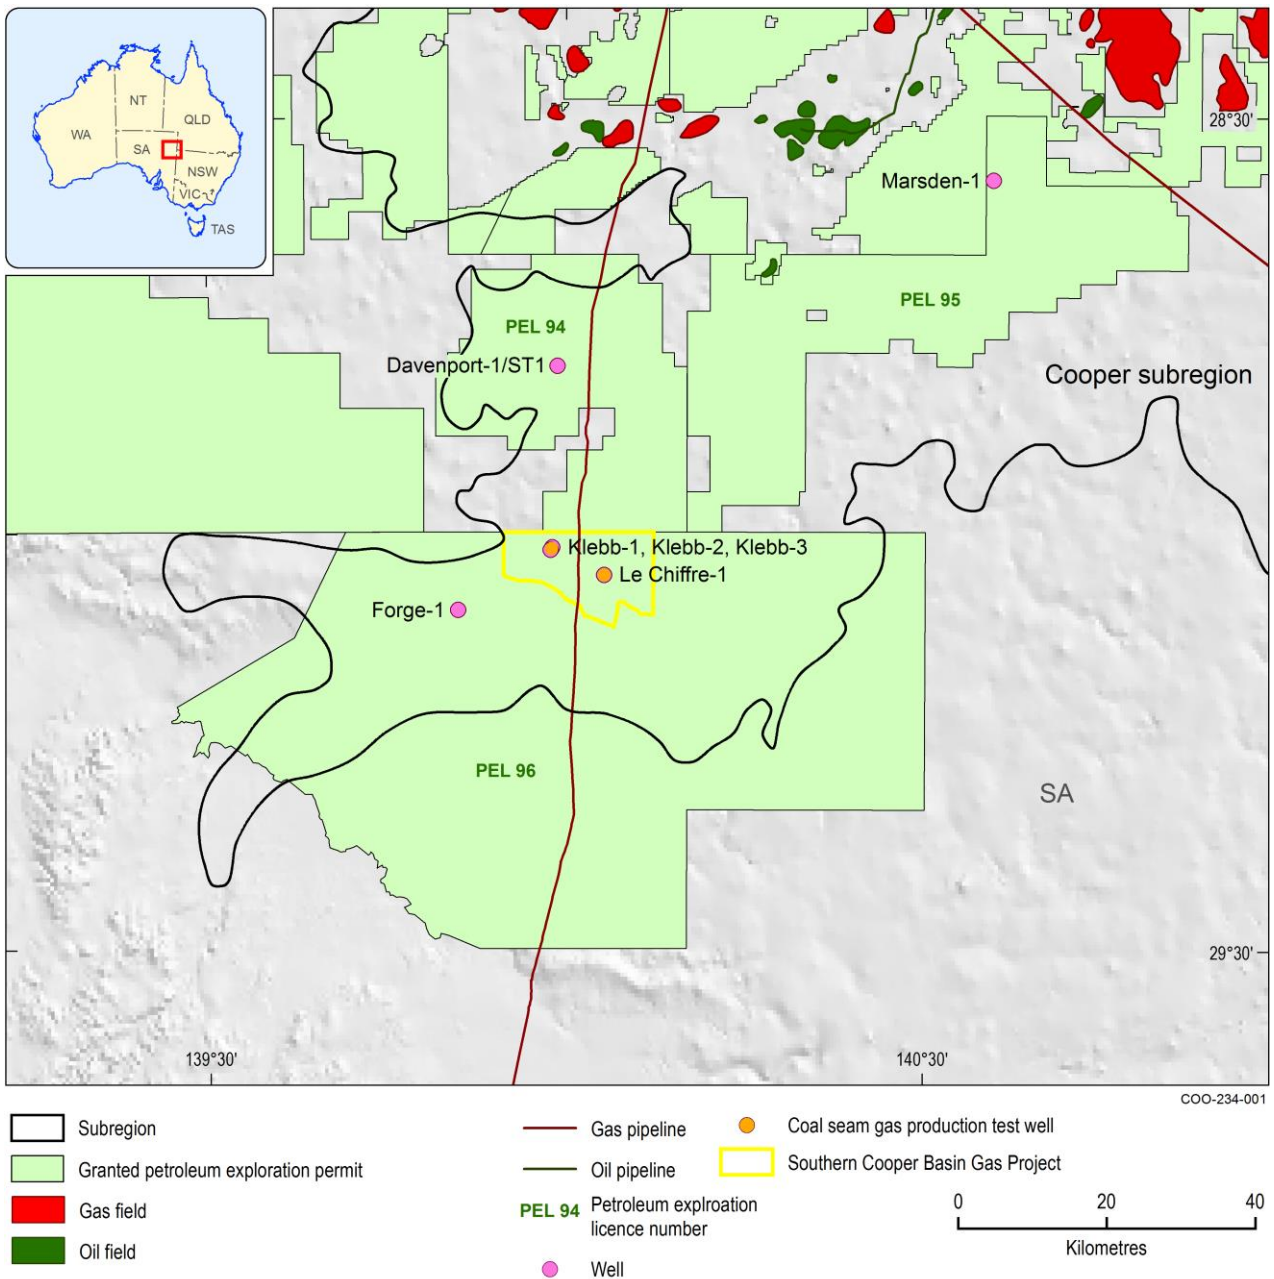 NT
WA
QLD
SA
NSW
VIC
TAS
28°30'
Marsden-1
PEL 95
PEL 94
Davenport-1/ST1
Cooper subregion
Klebb-1, Klebb-2, Klebb-3
Le Chiffre-1
Forge-1
PEL 96
SA
29°30'
139°30'
140°30'
COO-234-001
Subregion
Granted petroleum exploration permit
Gas field
Oil field
Gas pipeline
Oil pipeline
PEL 94 Petroleum exploration
licence number
Well
Coal seam gas production test well
Southern Cooper Basin Gas Project
0 20 40
Kilometres